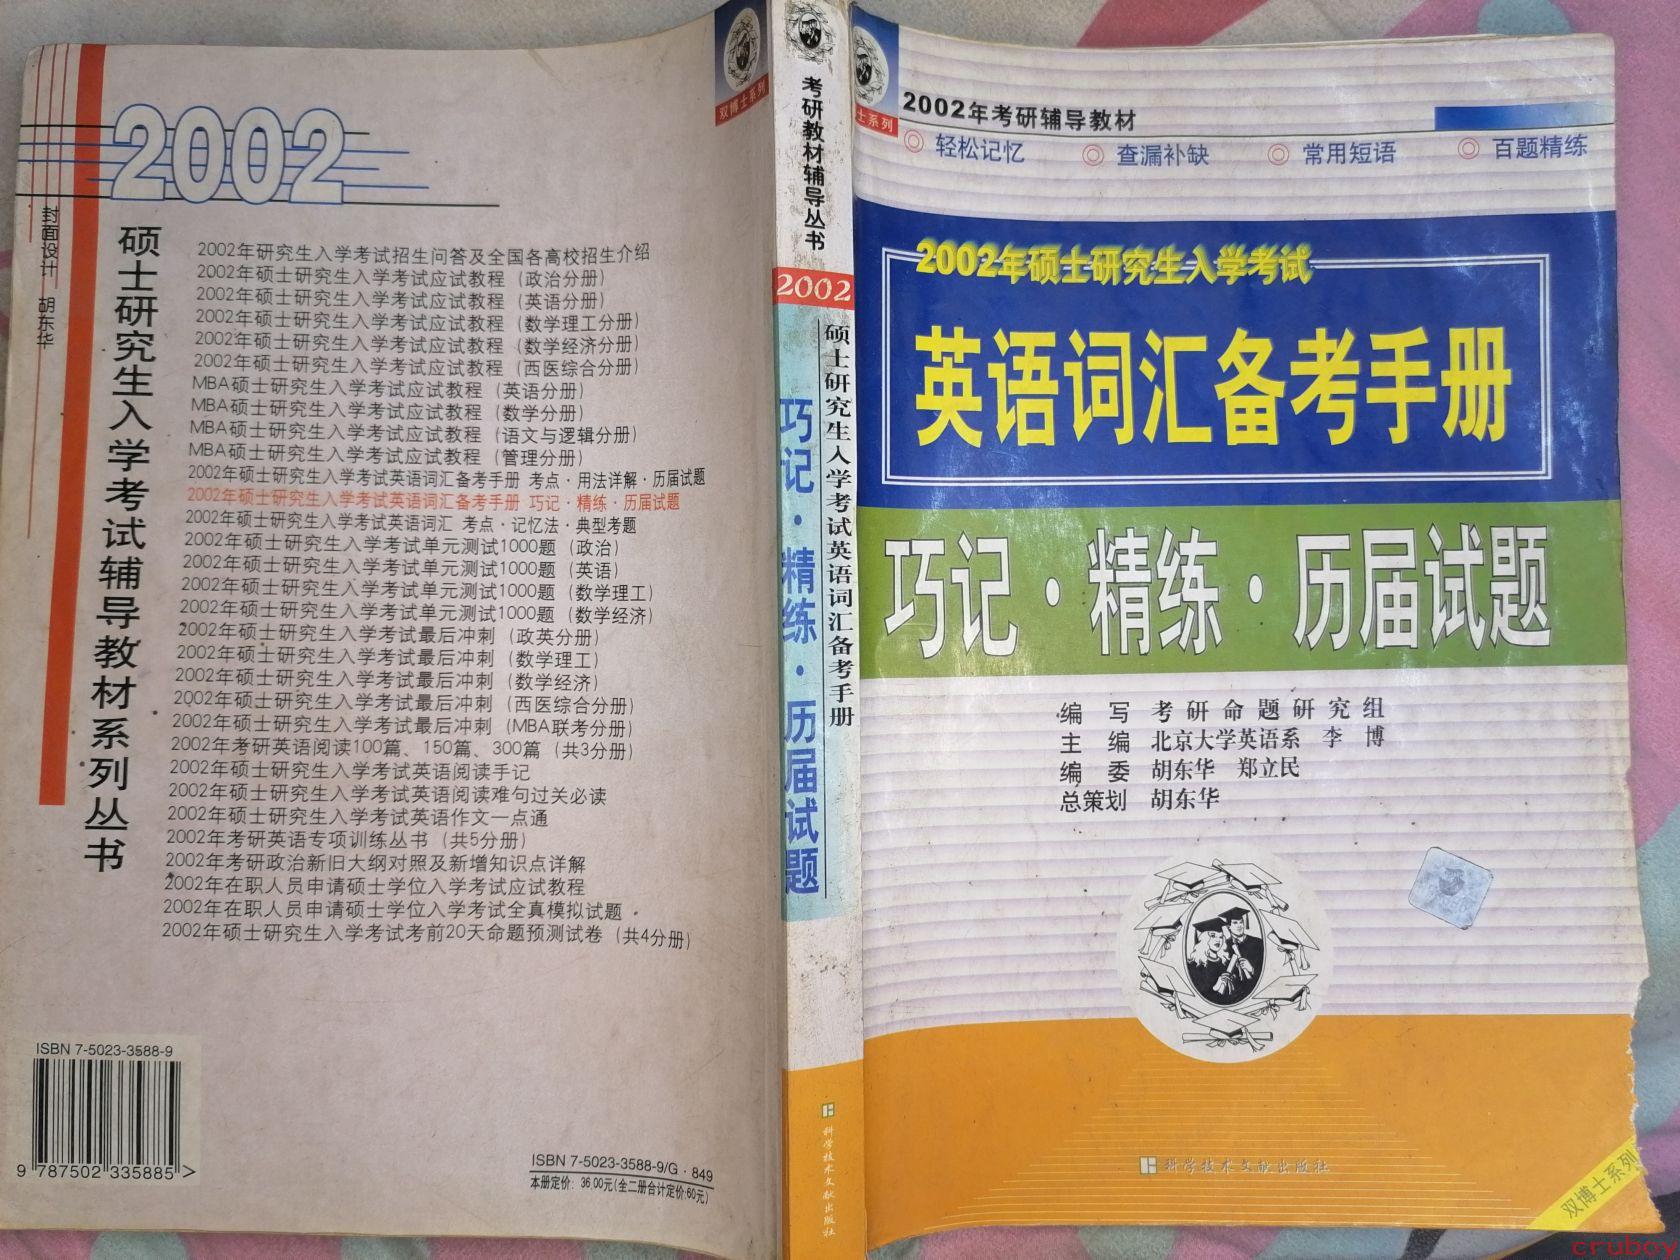 2002
封面设计 胡东华
硕士研究生入学考试辅导教材系列丛书
2002年研究生入学考试招生问答及全国各高校招生介绍
2002年硕士研究生入学考试应试教程（政治分册）
2002年硕士研究生入学考试应试教程（英语分册）
2002年硕士研究生入学考试应试教程（数学理工分册）
2002年硕士研究生入学考试应试教程（数学经济分册）
2002年硕士研究生入学考试应试教程（西医综合分册）
MBA硕士研究生入学考试应试教程（英语分册）
MBA硕士研究生入学考试应试教程（数学分册）
MBA硕士研究生入学考试应试教程（语文与逻辑分册）
MBA硕士研究生入学考试应试教程（管理分册）
2002年硕士研究生入学考试英语词汇备考手册 考点·用法详解·历届试题
2002年硕士研究生入学考试英语词汇备考手册 巧记·精练·历届试题
2002年硕士研究生入学考试英语词汇 考点·记忆法·典型考题
2002年硕士研究生入学考试单元测试1000题（政治）
2002年硕士研究生入学考试单元测试1000题（英语）
2002年硕士研究生入学考试单元测试1000题（数学理工）
2002年硕士研究生入学考试单元测试1000题（数学经济）
2002年硕士研究生入学考试最后冲刺（政英分册）
2002年硕士研究生入学考试最后冲刺（数学理工）
2002年硕士研究生入学考试最后冲刺（数学经济）
2002年硕士研究生入学考试最后冲刺（西医综合分册）
2002年硕士研究生入学考试最后冲刺（MBA联考分册）
2002年考研英语阅读100篇、150篇、300篇（共3分册）
2002年硕士研究生入学考试英语阅读手记
2002年硕士研究生入学考试英语阅读难句过关必读
2002年硕士研究生入学考试英语作文一点通
2002年考研英语专项训练丛书（共5分册）
2002年考研政治新旧大纲对照及新增知识点详解
2002年在职人员申请硕士学位入学考试应试教程
2002年在职人员申请硕士学位入学考试全真模拟试题
2002年硕士研究生入学考试考前20天命题预测试卷（共4分册）
ISBN 7-5023-3588-9
9 787502 335885 >
ISBN 7-5023-3588-9/G·849
本册定价：36.00元(全二册合计定价:60元)
双博士系列
考研教材辅导丛书
2002
硕士研究生入学考试英语词汇备考手册
巧记·精练·历届试题
科学技术文献出版社
士系列
2002年考研辅导教材
◎ 轻松记忆 ◎ 查漏补缺 ◎ 常用短语 ◎ 百题精练
2002年硕士研究生入学考试
英语词汇备考手册
巧记·精练·历届试题
编 写 考研命题研究组
主 编 北京大学英语系 李 博
编 委 胡东华 郑立民
总策划 胡东华
科学技术文献出版社
双博士系列
cruboy